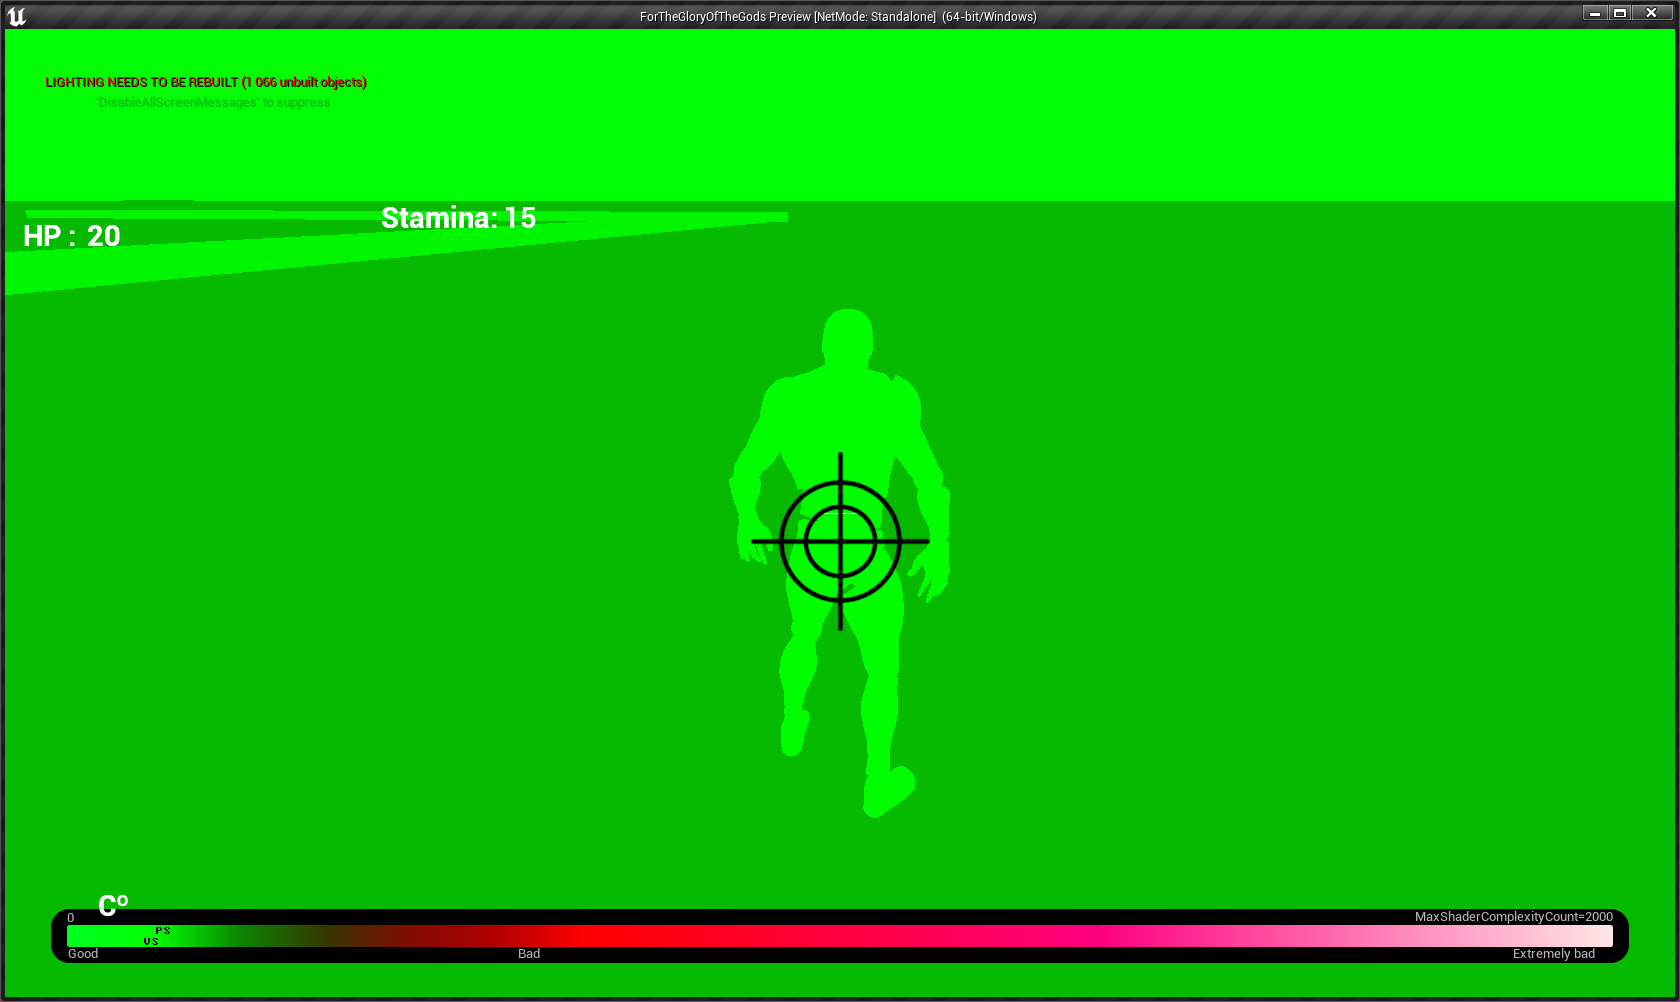 ForTheGloryOfTheGods Preview [NetMode: Standalone] (64-bit/Windows)
LIGHTING NEEDS TO BE REBUILT (1 066 unbuilt objects)
'DisableAllScreenMessages' to suppress
Stamina: 15
HP : 20
Cº
0
MaxShaderComplexityCount=2000
PS
VS
Good
Bad
Extremely bad